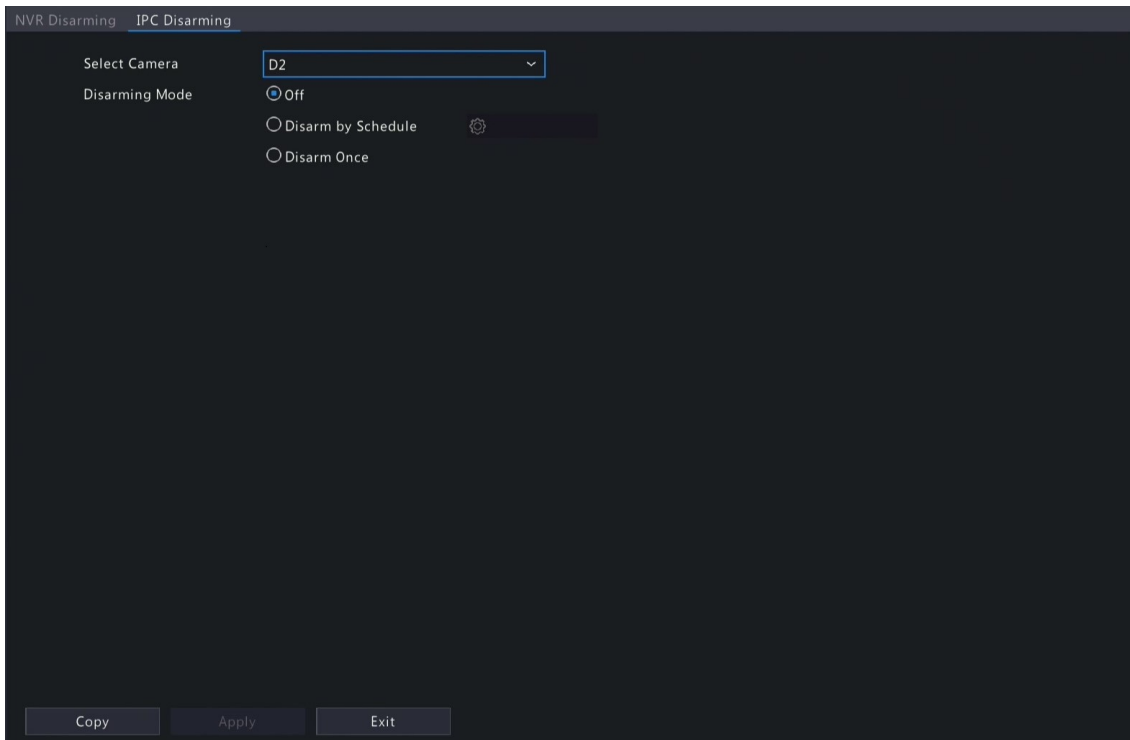 NVR Disarming IPC Disarming
Select Camera D2
Disarming Mode Off
Disarm by Schedule
Disarm Once
Copy Apply Exit